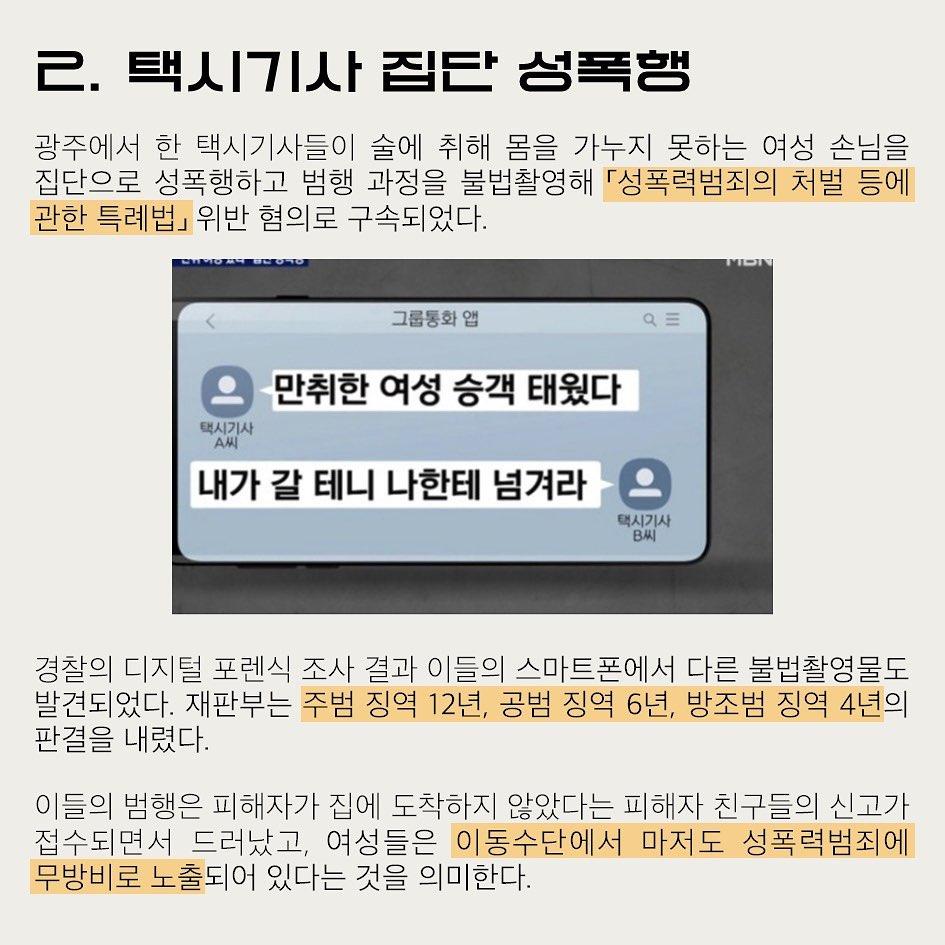 2. 택시기사 집단 성폭행
광주에서 한 택시기사들이 술에 취해 몸을 가누지 못하는 여성 손님을
집단으로 성폭행하고 범행 과정을 불법촬영해 「성폭력범죄의 처벌 등에
관한 특례법」 위반 혐의로 구속되었다.
MBN
그룹통화 앱
만취한 여성 승객 태웠다
택시기사
A씨
내가 갈 테니 나한테 넘겨라
택시기사
B씨
경찰의 디지털 포렌식 조사 결과 이들의 스마트폰에서 다른 불법촬영물도
발견되었다. 재판부는 주범 징역 12년, 공범 징역 6년, 방조범 징역 4년의
판결을 내렸다.
이들의 범행은 피해자가 집에 도착하지 않았다는 피해자 친구들의 신고가
접수되면서 드러났고, 여성들은 이동수단에서 마저도 성폭력범죄에
무방비로 노출되어 있다는 것을 의미한다.